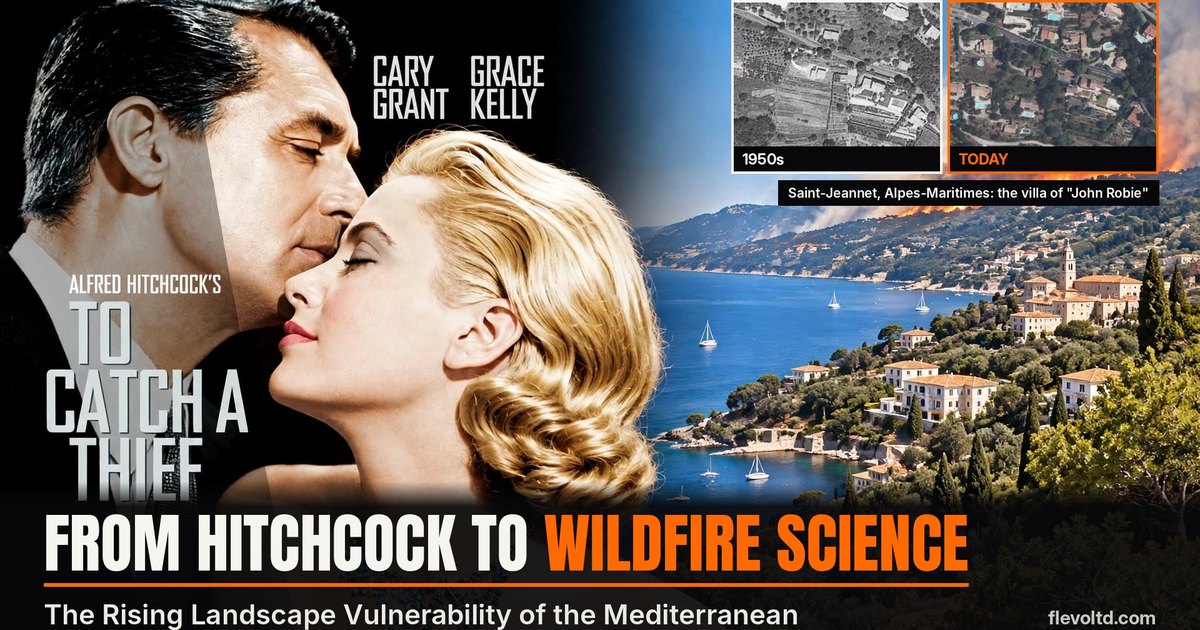 CARY GRACE
GRANT KELLY
1950s
TODAY
Saint-Jeannet, Alpes-Maritimes: the villa of "John Robie"
ALFRED HITCHCOCK'S
TO
CATCH A
THIEF
FROM HITCHCOCK TO WILDFIRE SCIENCE
The Rising Landscape Vulnerability of the Mediterranean
flevoltd.com